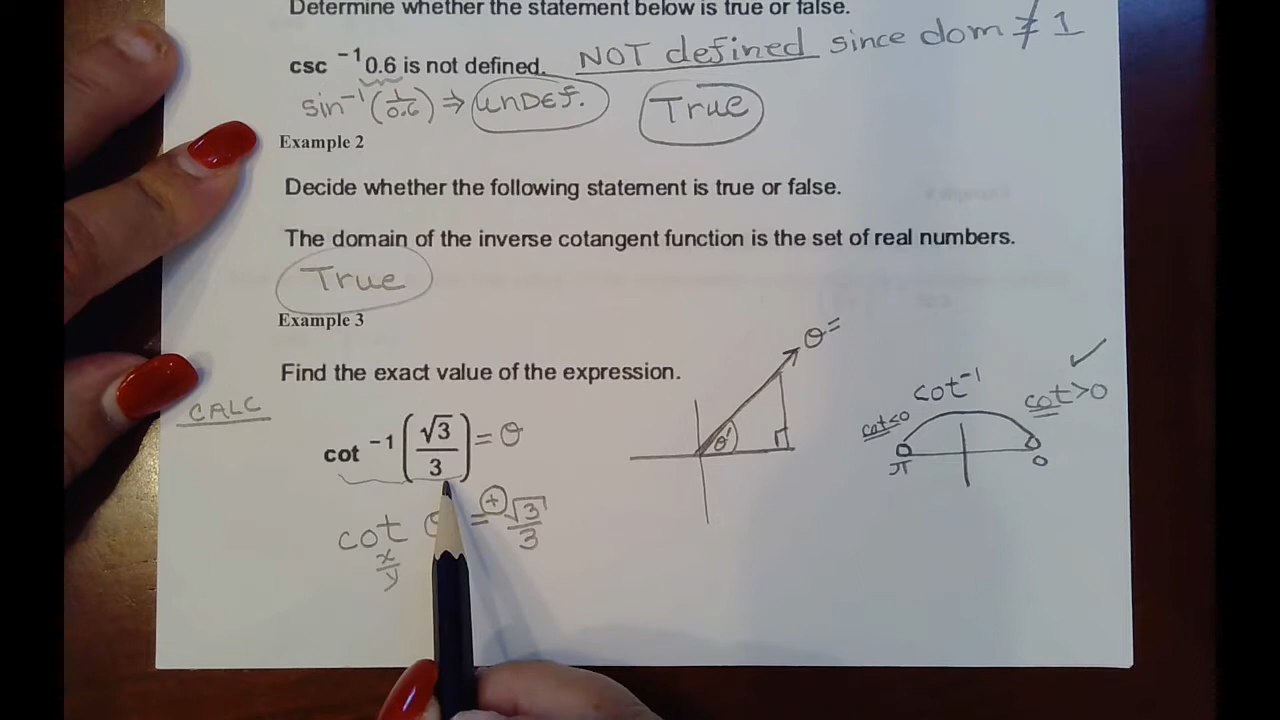 Determine whether the statement below is true or false.
csc ⁻¹0.6 is not defined. NOT defined since dom ≠ 1
sin⁻¹(1/0.6) ⇒ UNDEF. True
Example 2
Decide whether the following statement is true or false.
The domain of the inverse cotangent function is the set of real numbers.
True
Example 3
Find the exact value of the expression.
CALC
cot ⁻¹(√3/3) = θ
cot θ = + √3/3
x/y
θ =
θ'
cot⁻¹
cot<0
cot>0 ✓
π
0